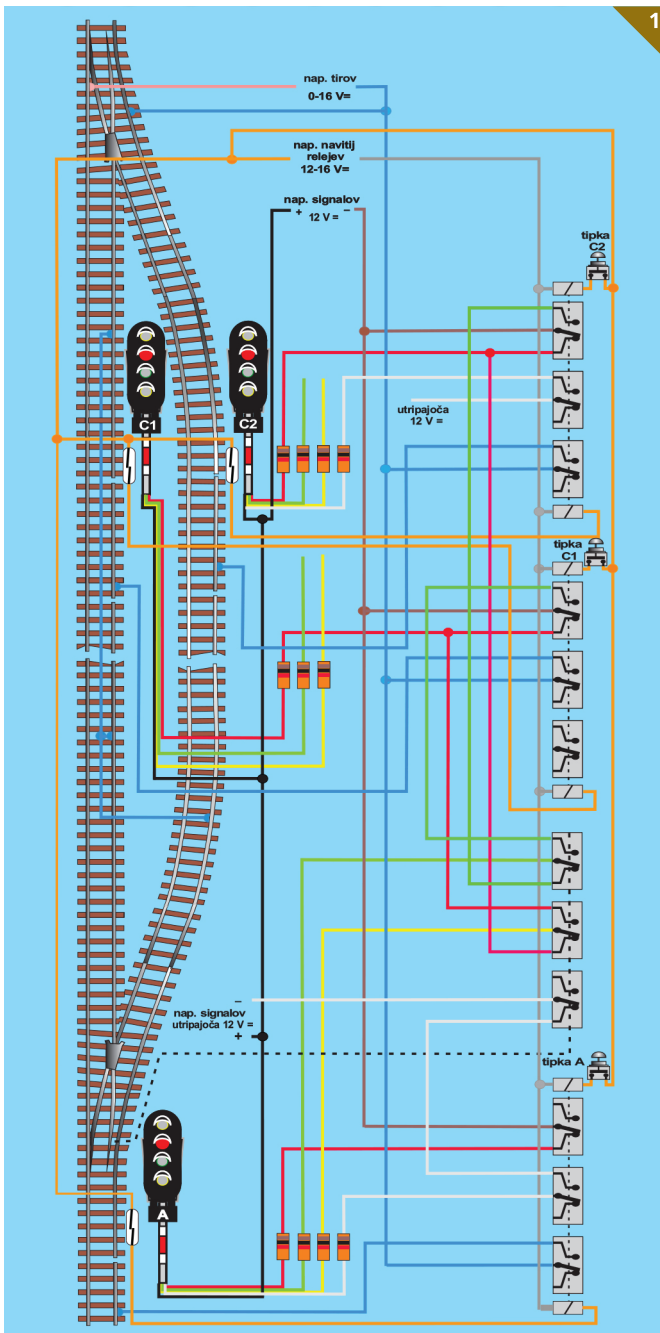 1
nap. tirov
0-16 V=
nap. navitij
relejev
12-16 V=
nap. signalov
+ 12 V = –
tipka
C2
C1
C2
utripajoča
12 V =
tipka
C1
–
nap. signalov
utripajoča 12 V =
+
tipka A
A